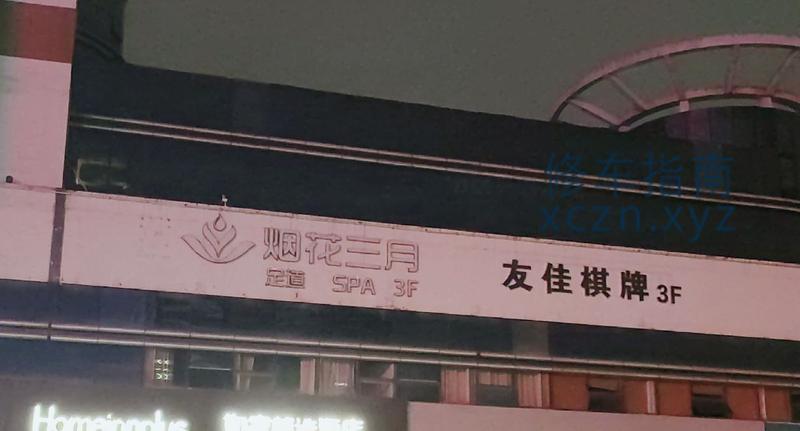 修车指南
xczn.xyz
烟花三月
足道 SPA 3F
友佳棋牌 3F
Homeinnplus